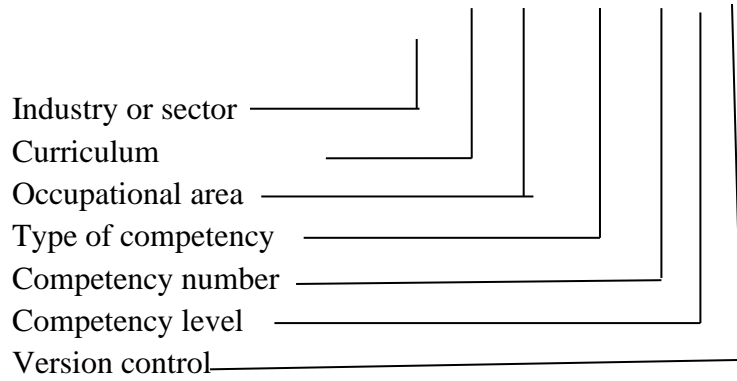 Industry or sector
Curriculum
Occupational area
Type of competency
Competency number
Competency level
Version control